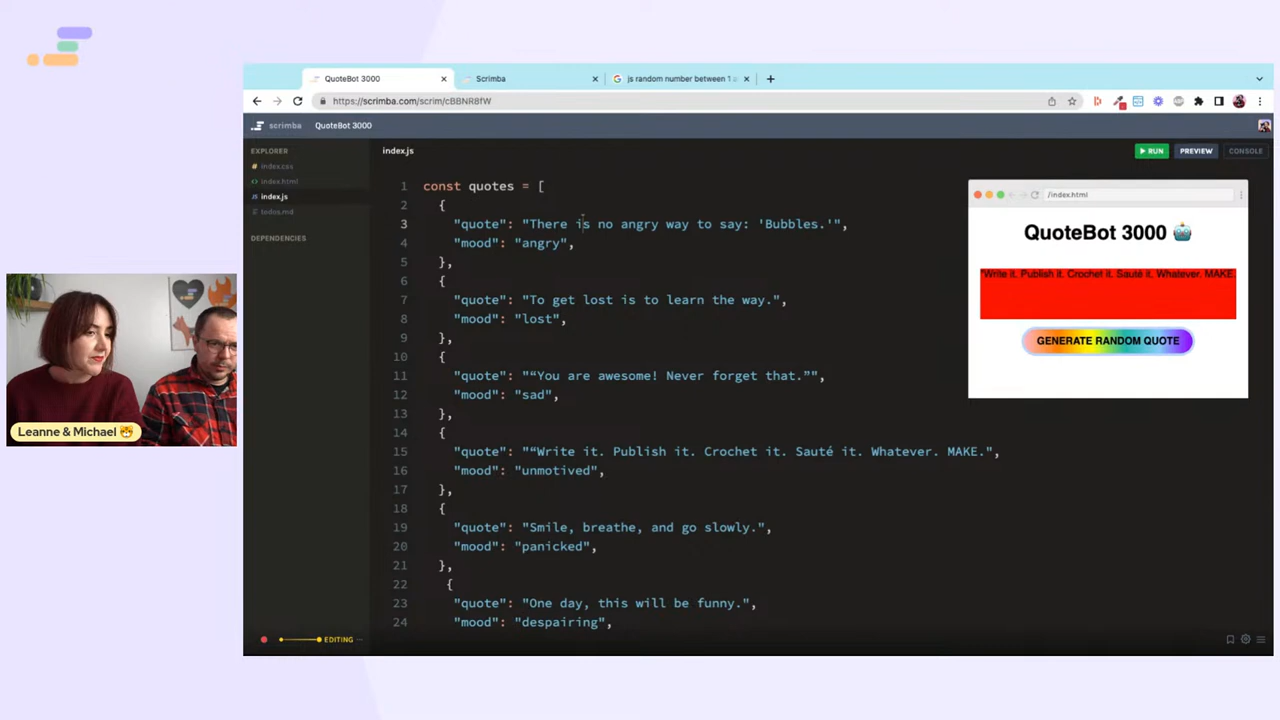 QuoteBot 3000
Scrimba
js random number between 1 a
https://scrimba.com/scrim/cBBNR8fW
scrimba QuoteBot 3000
EXPLORER
index.css
index.html
index.js
todos.md
DEPENDENCIES
index.js
RUN
PREVIEW
CONSOLE
1 const quotes = [
2 {
3 "quote": "There is no angry way to say: 'Bubbles.'",
4 "mood": "angry",
5 },
6 {
7 "quote": "To get lost is to learn the way.",
8 "mood": "lost",
9 },
10 {
11 "quote": "“You are awesome! Never forget that.”",
12 "mood": "sad",
13 },
14 {
15 "quote": "“Write it. Publish it. Crochet it. Sauté it. Whatever. MAKE.",
16 "mood": "unmotived",
17 },
18 {
19 "quote": "Smile, breathe, and go slowly.",
20 "mood": "panicked",
21 },
22 {
23 "quote": "One day, this will be funny.",
24 "mood": "despairing",
/index.html
QuoteBot 3000
"Write it. Publish it. Crochet it. Sauté it. Whatever. MAKE.
GENERATE RANDOM QUOTE
Leanne & Michael
EDITING